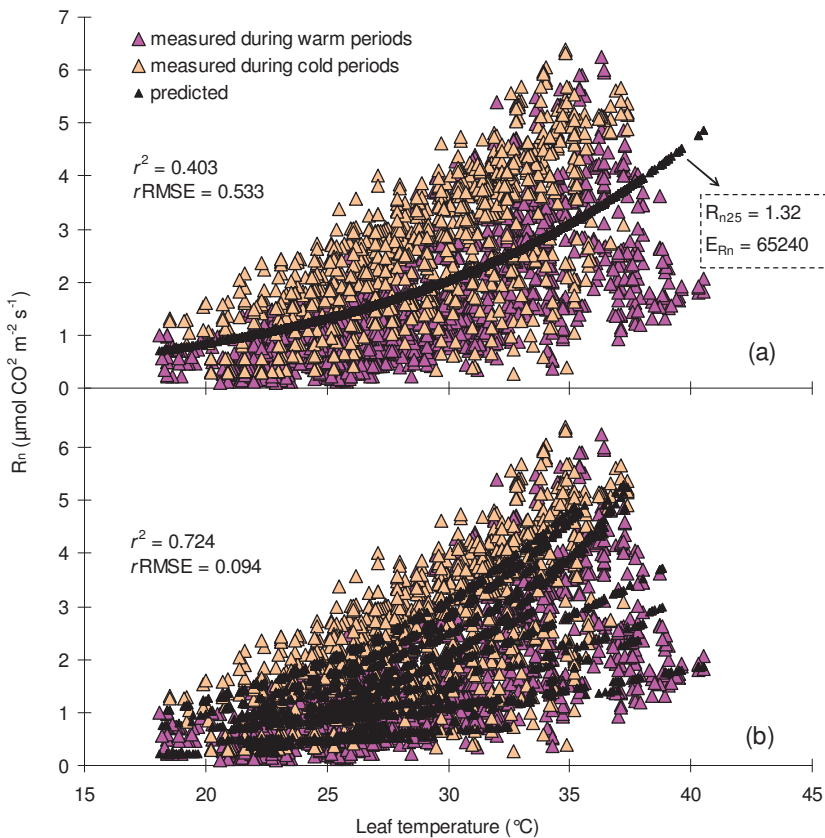 7
6
5
4
3
2
1
0
measured during warm periods
measured during cold periods
predicted
r² = 0.403
rRMSE = 0.533
Rn25 = 1.32
ERn = 65240
(a)
Rn (µmol CO² m⁻² s⁻¹)
6
5
4
3
2
1
0
r² = 0.724
rRMSE = 0.094
(b)
15 20 25 30 35 40 45
Leaf temperature (°C)